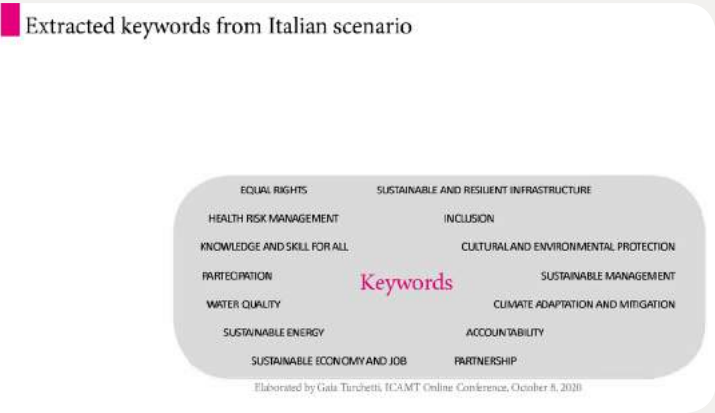 Extracted keywords from Italian scenario
EQUAL RIGHTS
SUSTAINABLE AND RESILIENT INFRASTRUCTURE
HEALTH RISK MANAGEMENT
INCLUSION
KNOWLEDGE AND SKILL FOR ALL
CULTURAL AND ENVIRONMENTAL PROTECTION
PARTECIPATION
Keywords
SUSTAINABLE MANAGEMENT
WATER QUALITY
CLIMATE ADAPTATION AND MITIGATION
SUSTAINABLE ENERGY
ACCOUNTABILITY
SUSTAINABLE ECONOMY AND JOB
PARTNERSHIP
Elaborated by Gaia Turchetti, ICAMT Online Conference, October 8, 2020